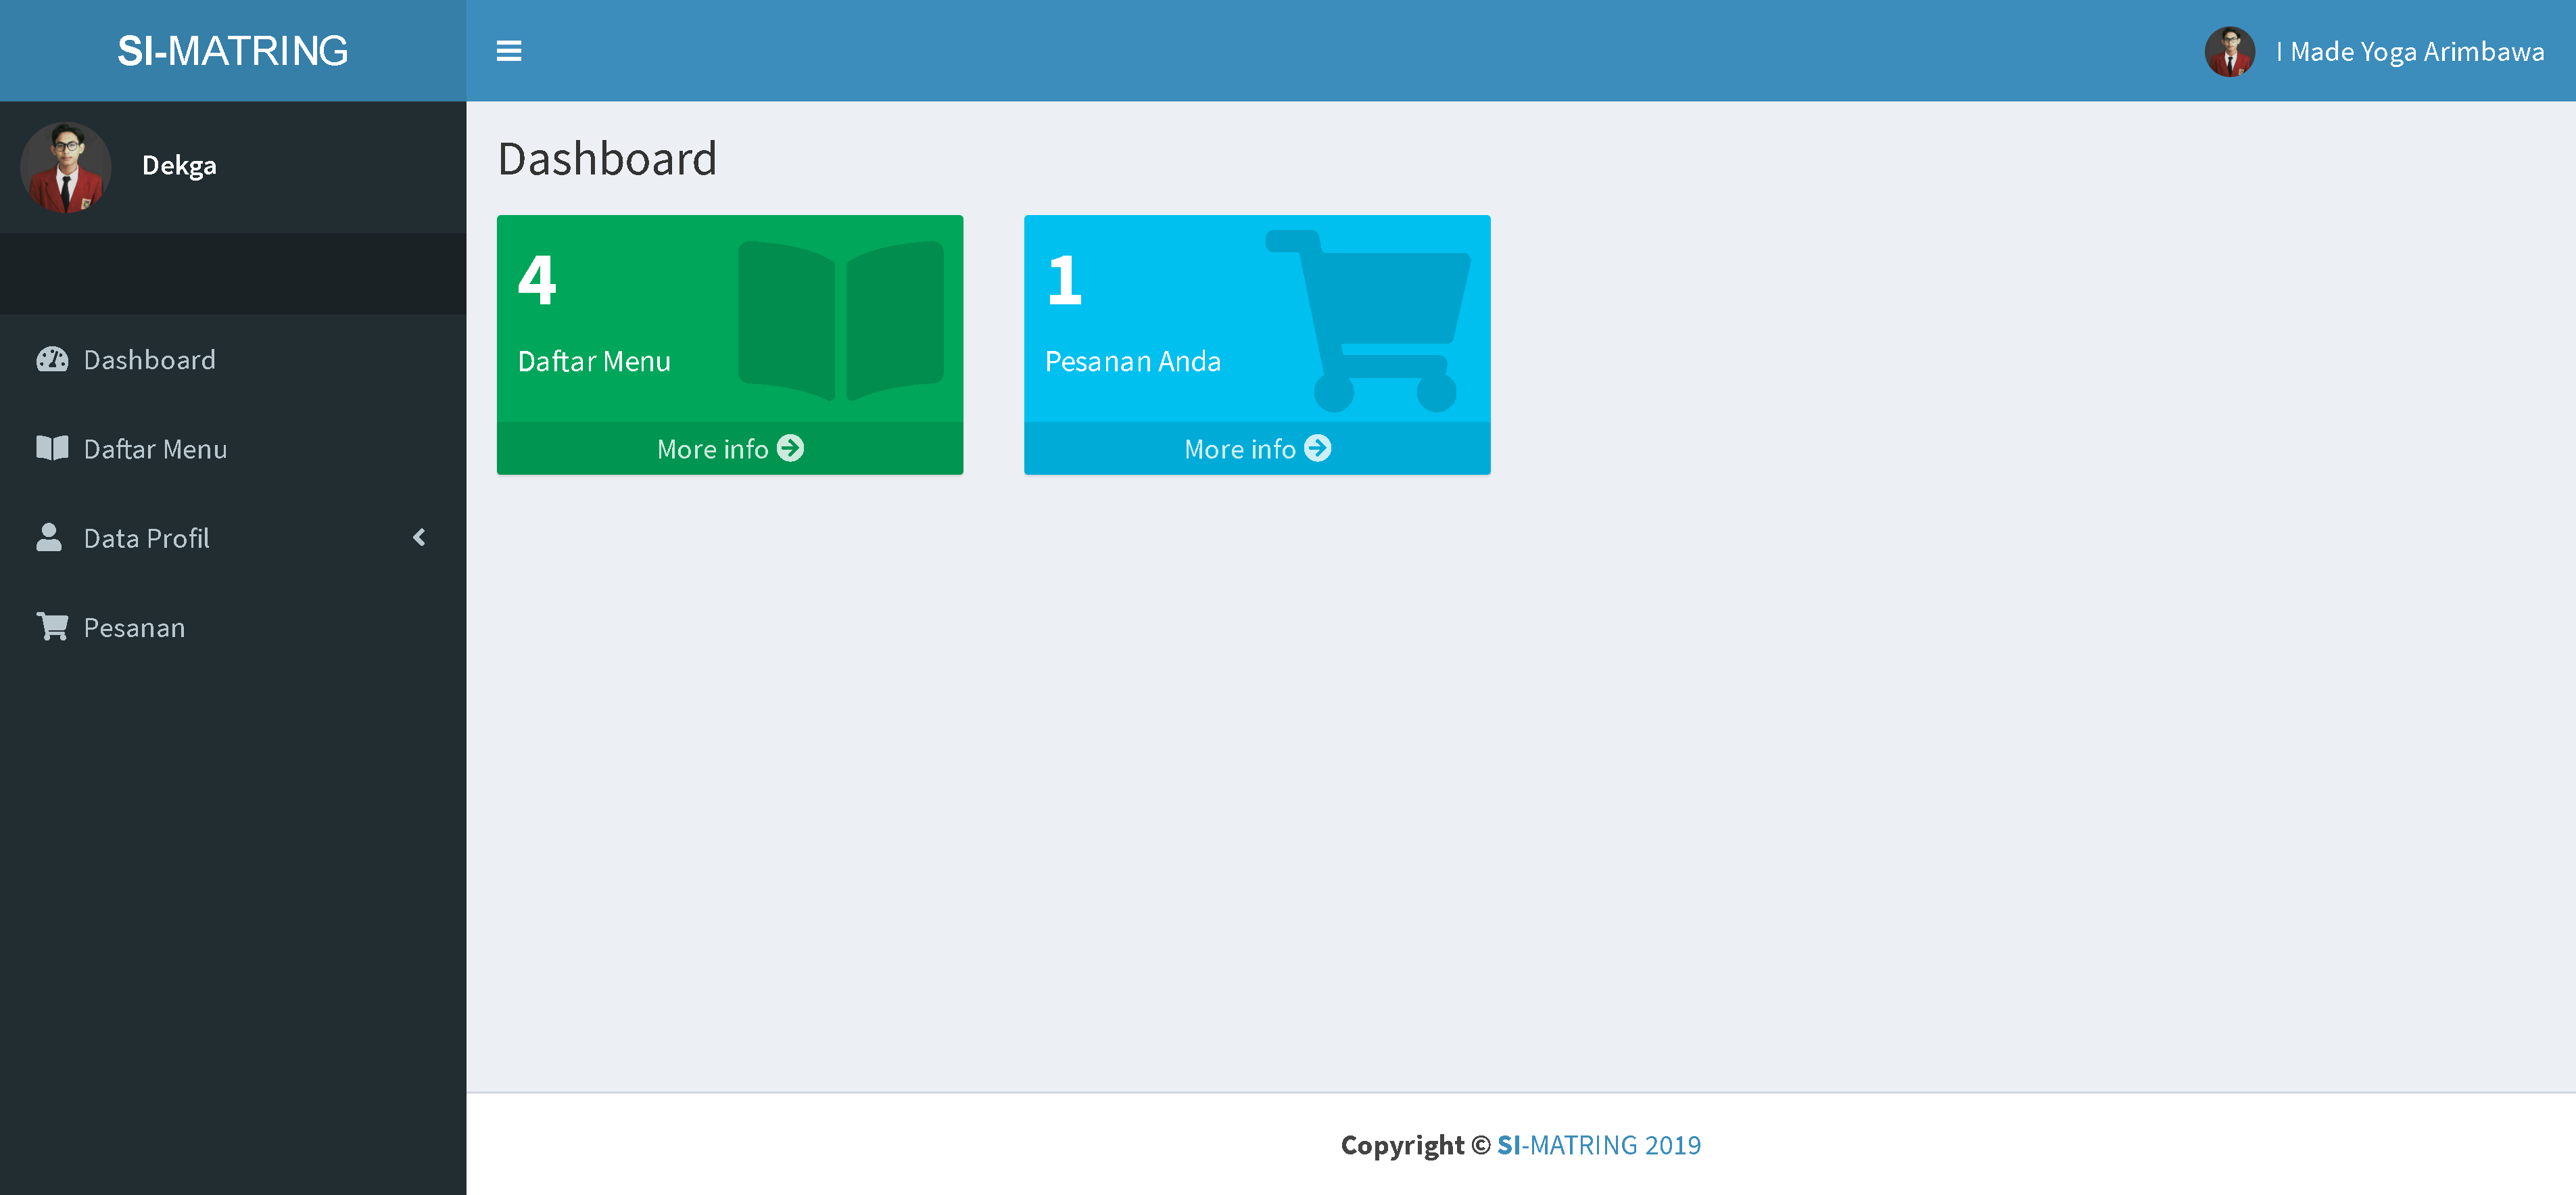 SI-MATRING
I Made Yoga Arimbawa
Dekga
Dashboard
Daftar Menu
Data Profil
Pesanan
Dashboard
4
Daftar Menu
More info
1
Pesanan Anda
More info
Copyright © SI-MATRING 2019